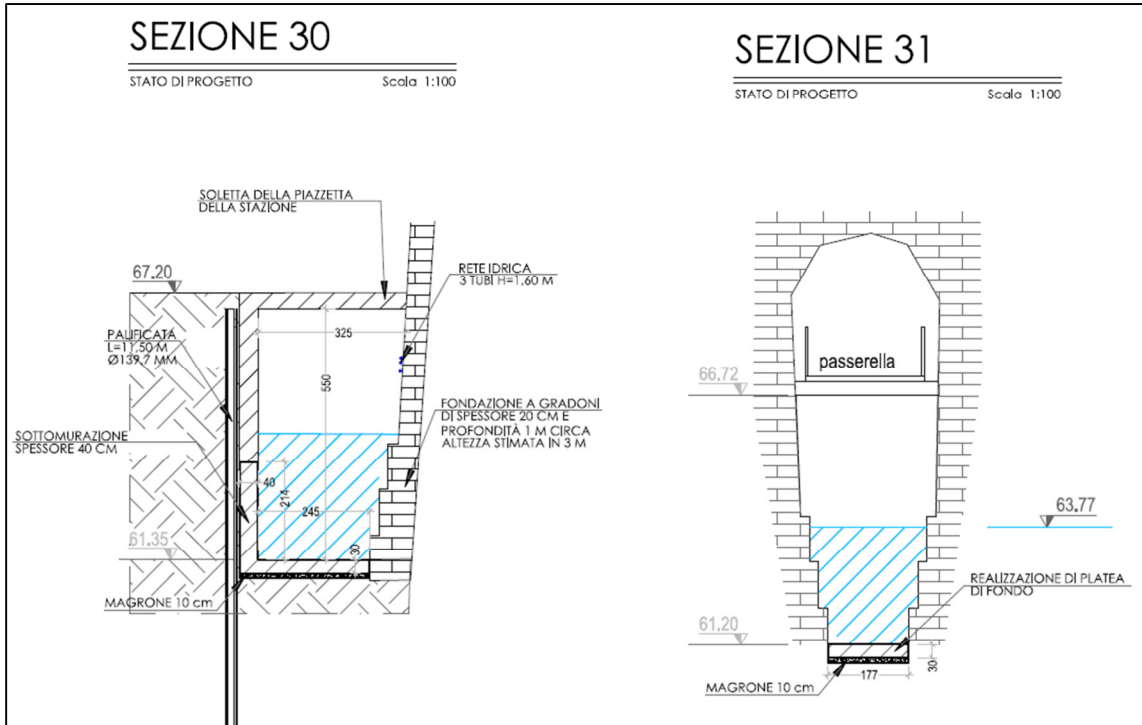 SEZIONE 30
STATO DI PROGETTO
Scala 1:100
SOLETTA DELLA PIAZZETTA
DELLA STAZIONE
67.20
RETE IDRICA
3 TUBI H=1,60 M
PALIFICATA
L=11,50 M
Ø139,7 MM
325
550
FONDAZIONE A GRADONI
DI SPESSORE 20 CM E
PROFONDITÀ 1 M CIRCA
ALTEZZA STIMATA IN 3 M
SOTTOMURAZIONE
SPESSORE 40 CM
40
214
245
61.35
30
MAGRONE 10 cm
SEZIONE 31
STATO DI PROGETTO
Scala 1:100
passerella
66.72
63.77
REALIZZAZIONE DI PLATEA
DI FONDO
61.20
30
177
MAGRONE 10 cm